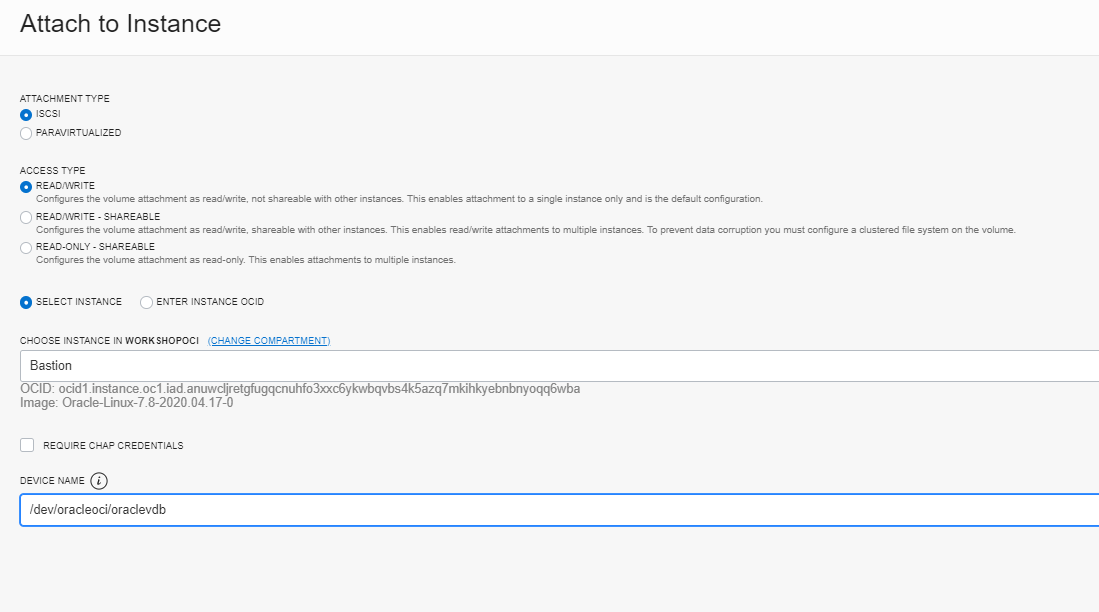 Attach to Instance
ATTACHMENT TYPE
ISCSI
PARAVIRTUALIZED
ACCESS TYPE
READ/WRITE
Configures the volume attachment as read/write, not shareable with other instances. This enables attachment to a single instance only and is the default configuration.
READ/WRITE - SHAREABLE
Configures the volume attachment as read/write, shareable with other instances. This enables read/write attachments to multiple instances. To prevent data corruption you must configure a clustered file system on the volume.
READ-ONLY - SHAREABLE
Configures the volume attachment as read-only. This enables attachments to multiple instances.
SELECT INSTANCE ENTER INSTANCE OCID
CHOOSE INSTANCE IN WORKSHOPOCI (CHANGE COMPARTMENT)
Bastion
OCID: ocid1.instance.oc1.iad.anuwcljretgfugqcnuhfo3xxc6ykwbqvbs4k5azq7mkihkyebnbnyoqq6wba
Image: Oracle-Linux-7.8-2020.04.17-0
REQUIRE CHAP CREDENTIALS
DEVICE NAME i
/dev/oracleoci/oraclevdb